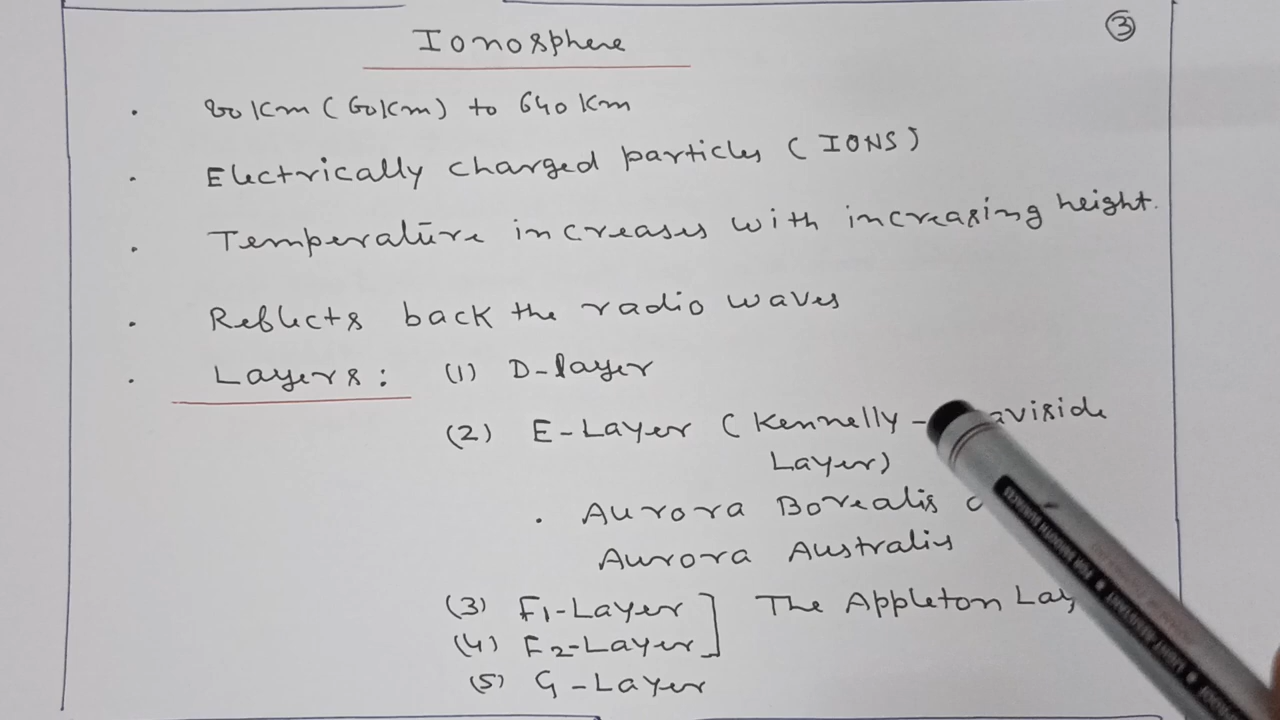 ③
Ionosphere
. 80 Km (60Km) to 640 Km
. Electrically charged particles (IONS)
. Temperature increases with increasing height.
. Reflects back the radio waves
. Layers: (1) D-layer
(2) E-Layer (Kennelly -
Layer)
. Aurora Borealis
Aurora Australis
(3) F1-Layer] The Appleton
(4) F2-Layer
(5) G-Layer